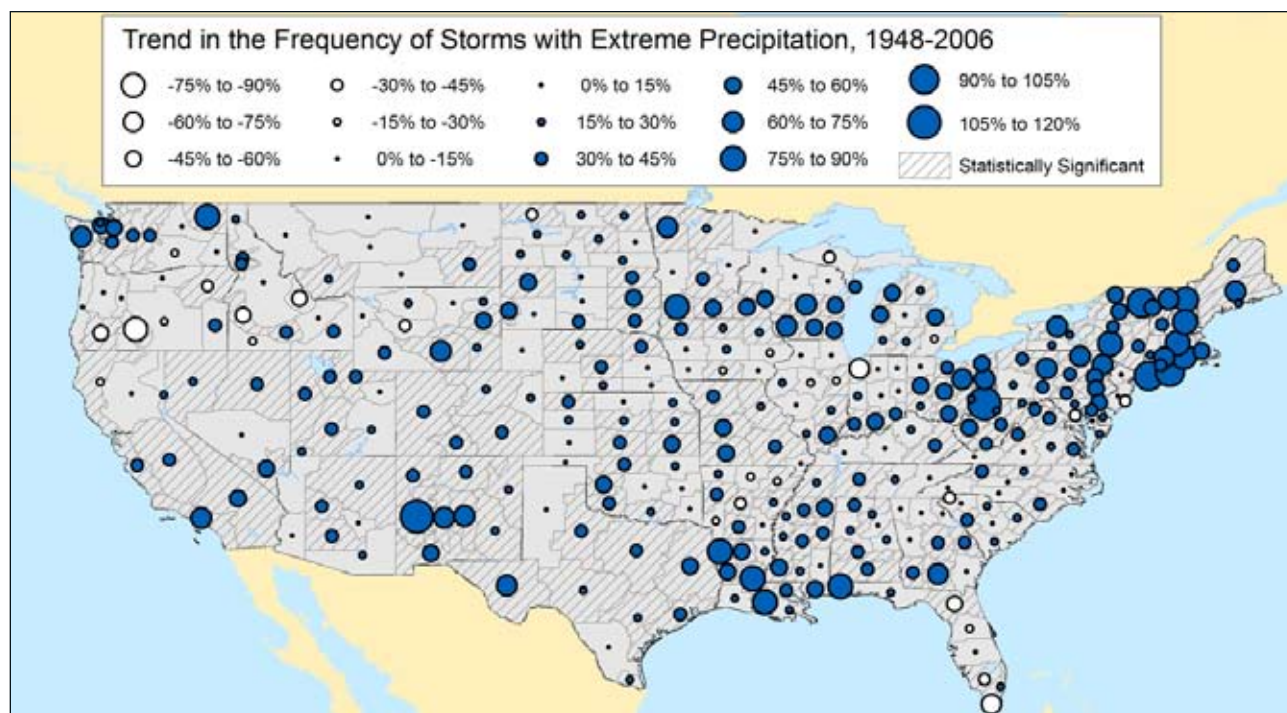 Trend in the Frequency of Storms with Extreme Precipitation, 1948-2006
-75% to -90%
-60% to -75%
-45% to -60%
-30% to -45%
-15% to -30%
0% to -15%
0% to 15%
15% to 30%
30% to 45%
45% to 60%
60% to 75%
75% to 90%
90% to 105%
105% to 120%
Statistically Significant